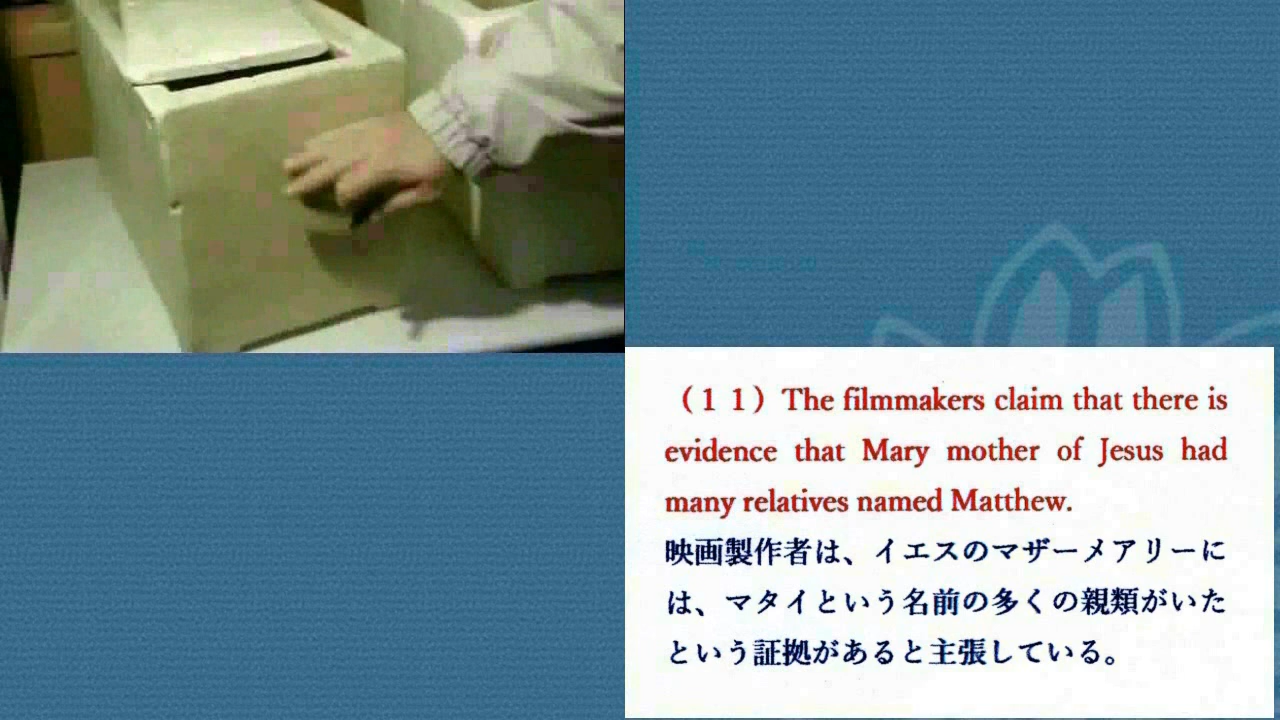 （１１）The filmmakers claim that there is
evidence that Mary mother of Jesus had
many relatives named Matthew.
映画製作者は、イエスのマザーメアリーに
は、マタイという名前の多くの親類がいた
という証拠があると主張している。